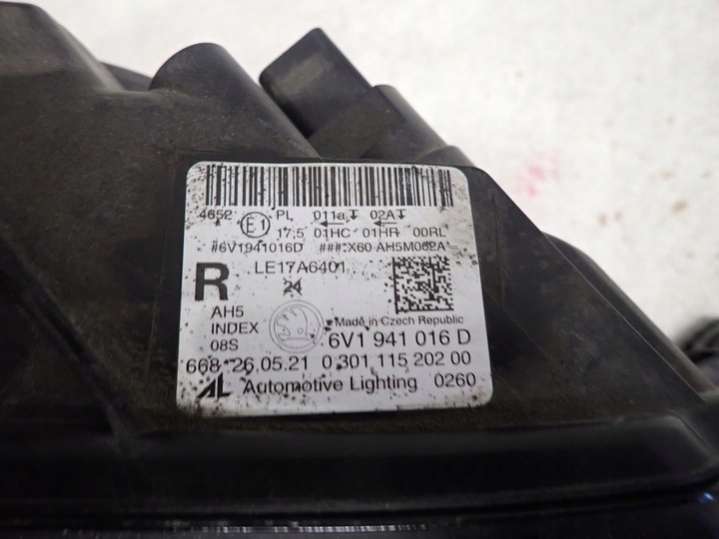 4652 E1 PL 011a 02A
17,5 01HC 01HR 00RL
#6V1941016D ###:X60 AH5M062A
R LE17A6401
24
AH5
INDEX
08S
Made in Czech Republic
6V1 941 016 D
668 26.05.21 0 301 115 202 00
AL Automotive Lighting 0260